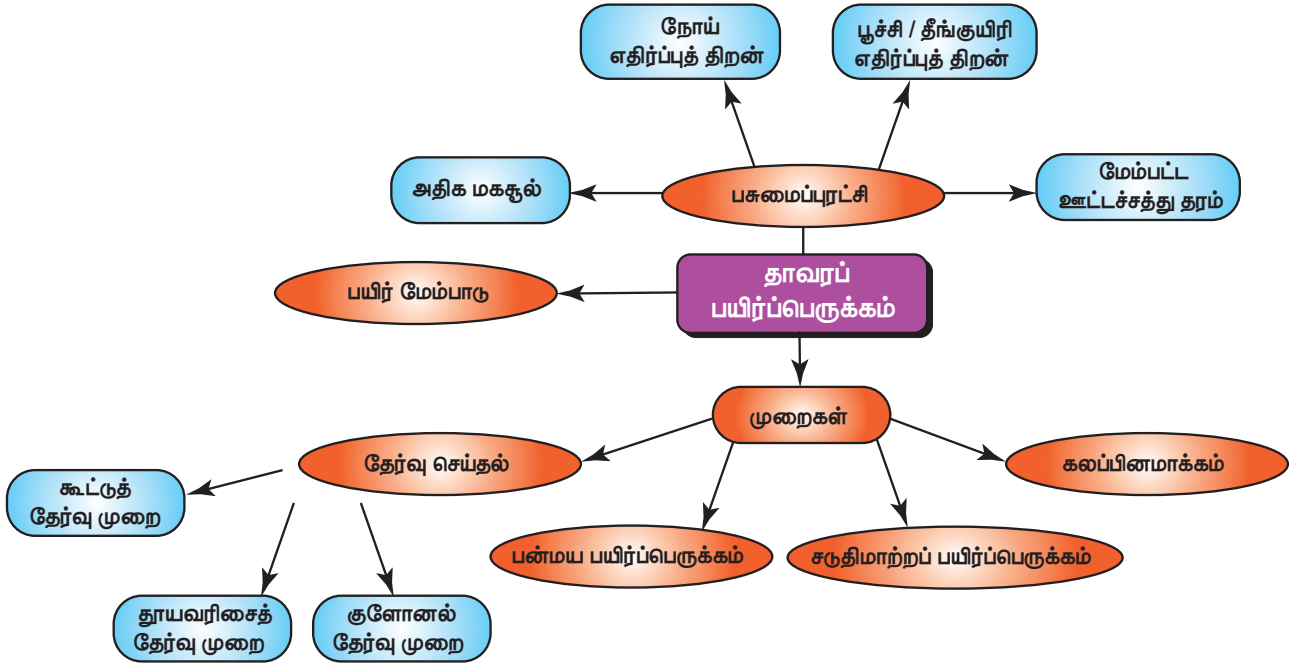 நோய்
எதிர்ப்புத் திறன்
பூச்சி / தீங்குயிரி
எதிர்ப்புத் திறன்
அதிக மகசூல்
பசுமைப்புரட்சி
மேம்பட்ட
ஊட்டச்சத்து தரம்
பயிர் மேம்பாடு
தாவரப்
பயிர்ப்பெருக்கம்
முறைகள்
தேர்வு செய்தல்
கலப்பினமாக்கம்
கூட்டுத்
தேர்வு முறை
பன்மய பயிர்ப்பெருக்கம்
சடுதிமாற்றப் பயிர்ப்பெருக்கம்
தூயவரிசைத்
தேர்வு முறை
குளோனல்
தேர்வு முறை